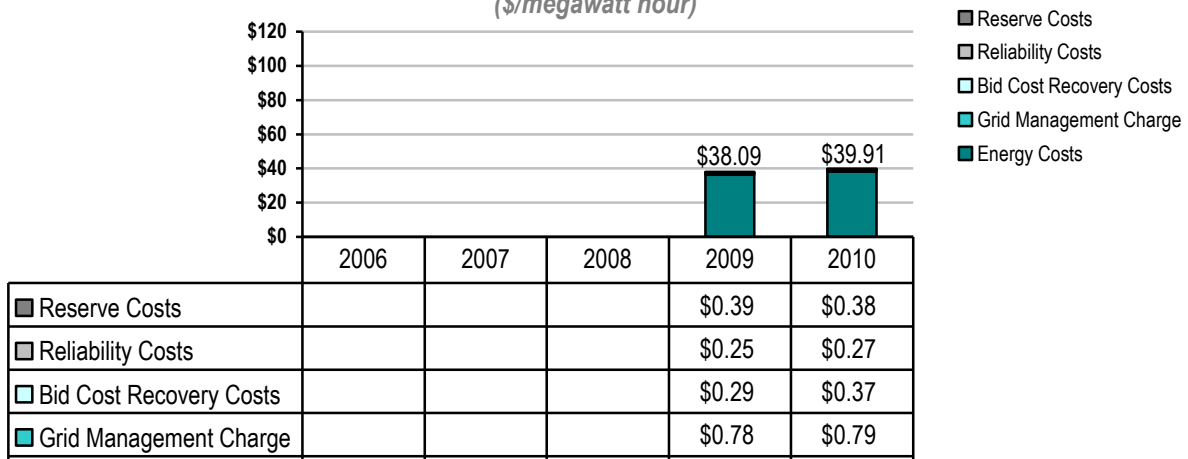 ($/megawatt hour)
$120
$100
$80
$60
$40
$20
$0
$38.09 $39.91
Reserve Costs
Reliability Costs
Bid Cost Recovery Costs
Grid Management Charge
Energy Costs
2006 2007 2008 2009 2010
Reserve Costs $0.39 $0.38
Reliability Costs $0.25 $0.27
Bid Cost Recovery Costs $0.29 $0.37
Grid Management Charge $0.78 $0.79